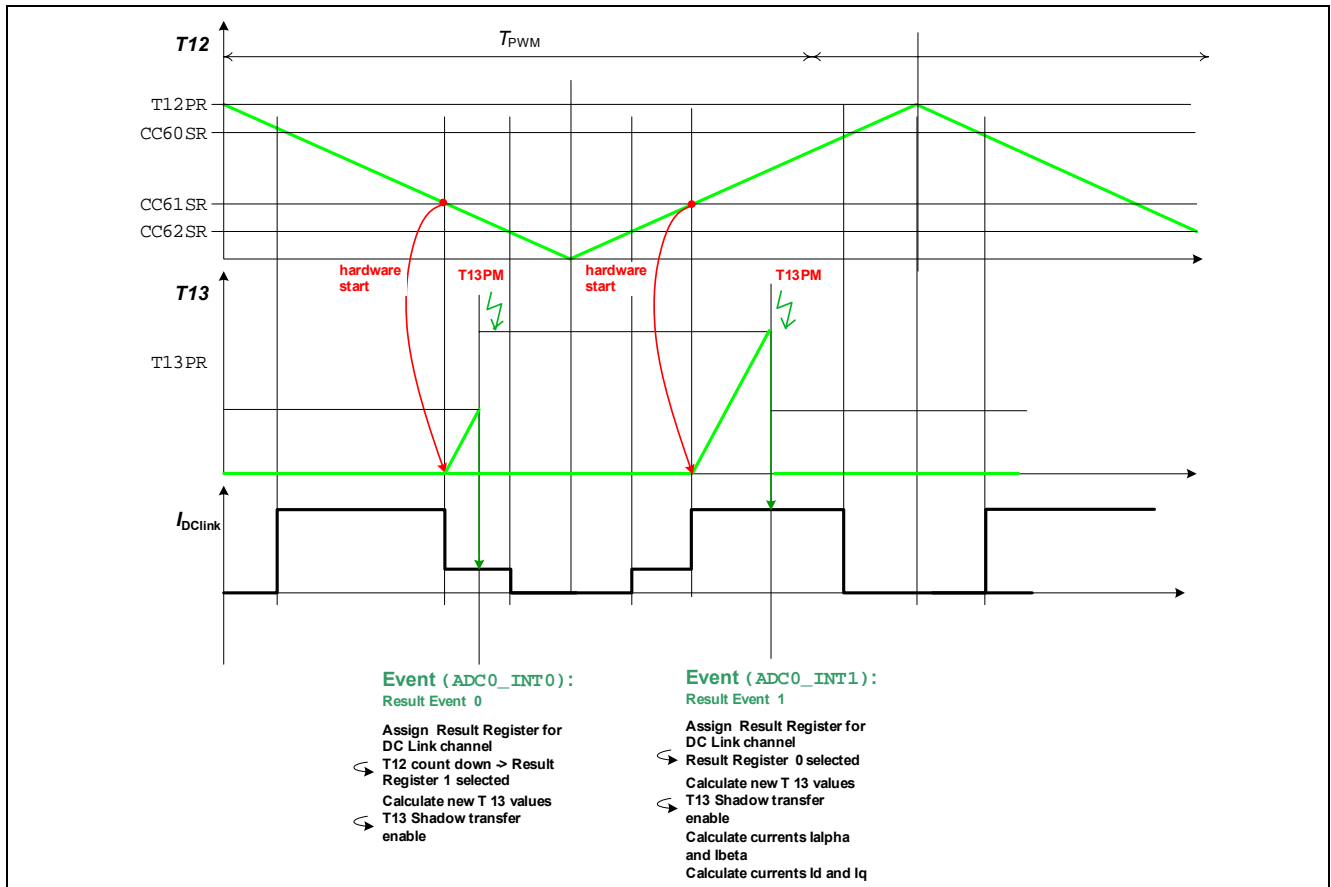 T12
TPWM
T12PR
CC60SR
CC61SR
CC62SR
hardware
start
T13PM
hardware
start
T13PM
T13
T13PR
IDClink
Event (ADC0_INT0):
Result Event 0
Assign Result Register for
DC Link channel
T12 count down -> Result
Register 1 selected
Calculate new T 13 values
T13 Shadow transfer
enable
Event (ADC0_INT1):
Result Event 1
Assign Result Register for
DC Link channel
Result Register 0 selected
Calculate new T 13 values
T13 Shadow transfer
enable
Calculate currents Ialpha
and Ibeta
Calculate currents Id and Iq